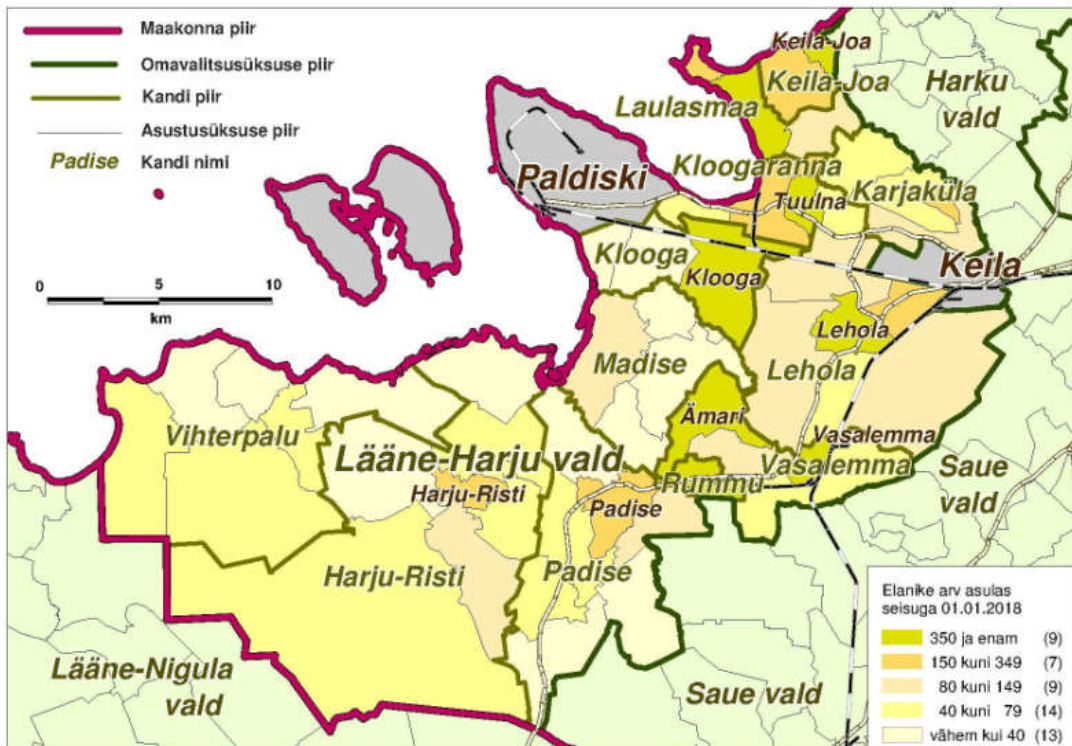 Maakonna piir
Omavalitsusüksuse piir
Kandi piir
Asustusüksuse piir
Padise Kandi nimi
0 5 10
km
Keila-Joa
Keila-Joa
Harku
vald
Laulasmaa
Kloogaranna
Paldiski
Tuulna
Karjaküla
Klooga
Klooga
Keila
Lehola
Madise
Lehola
Ämari
Vihterpalu
Vasalemma
Lääne-Harju vald
Vasalemma
Rummu
Saue
vald
Harju-Risti
Padise
Harju-Risti
Padise
Lääne-Nigula
vald
Saue vald
Elanike arv asulas
seisuga 01.01.2018
350 ja enam (9)
150 kuni 349 (7)
80 kuni 149 (9)
40 kuni 79 (14)
vähem kui 40 (13)